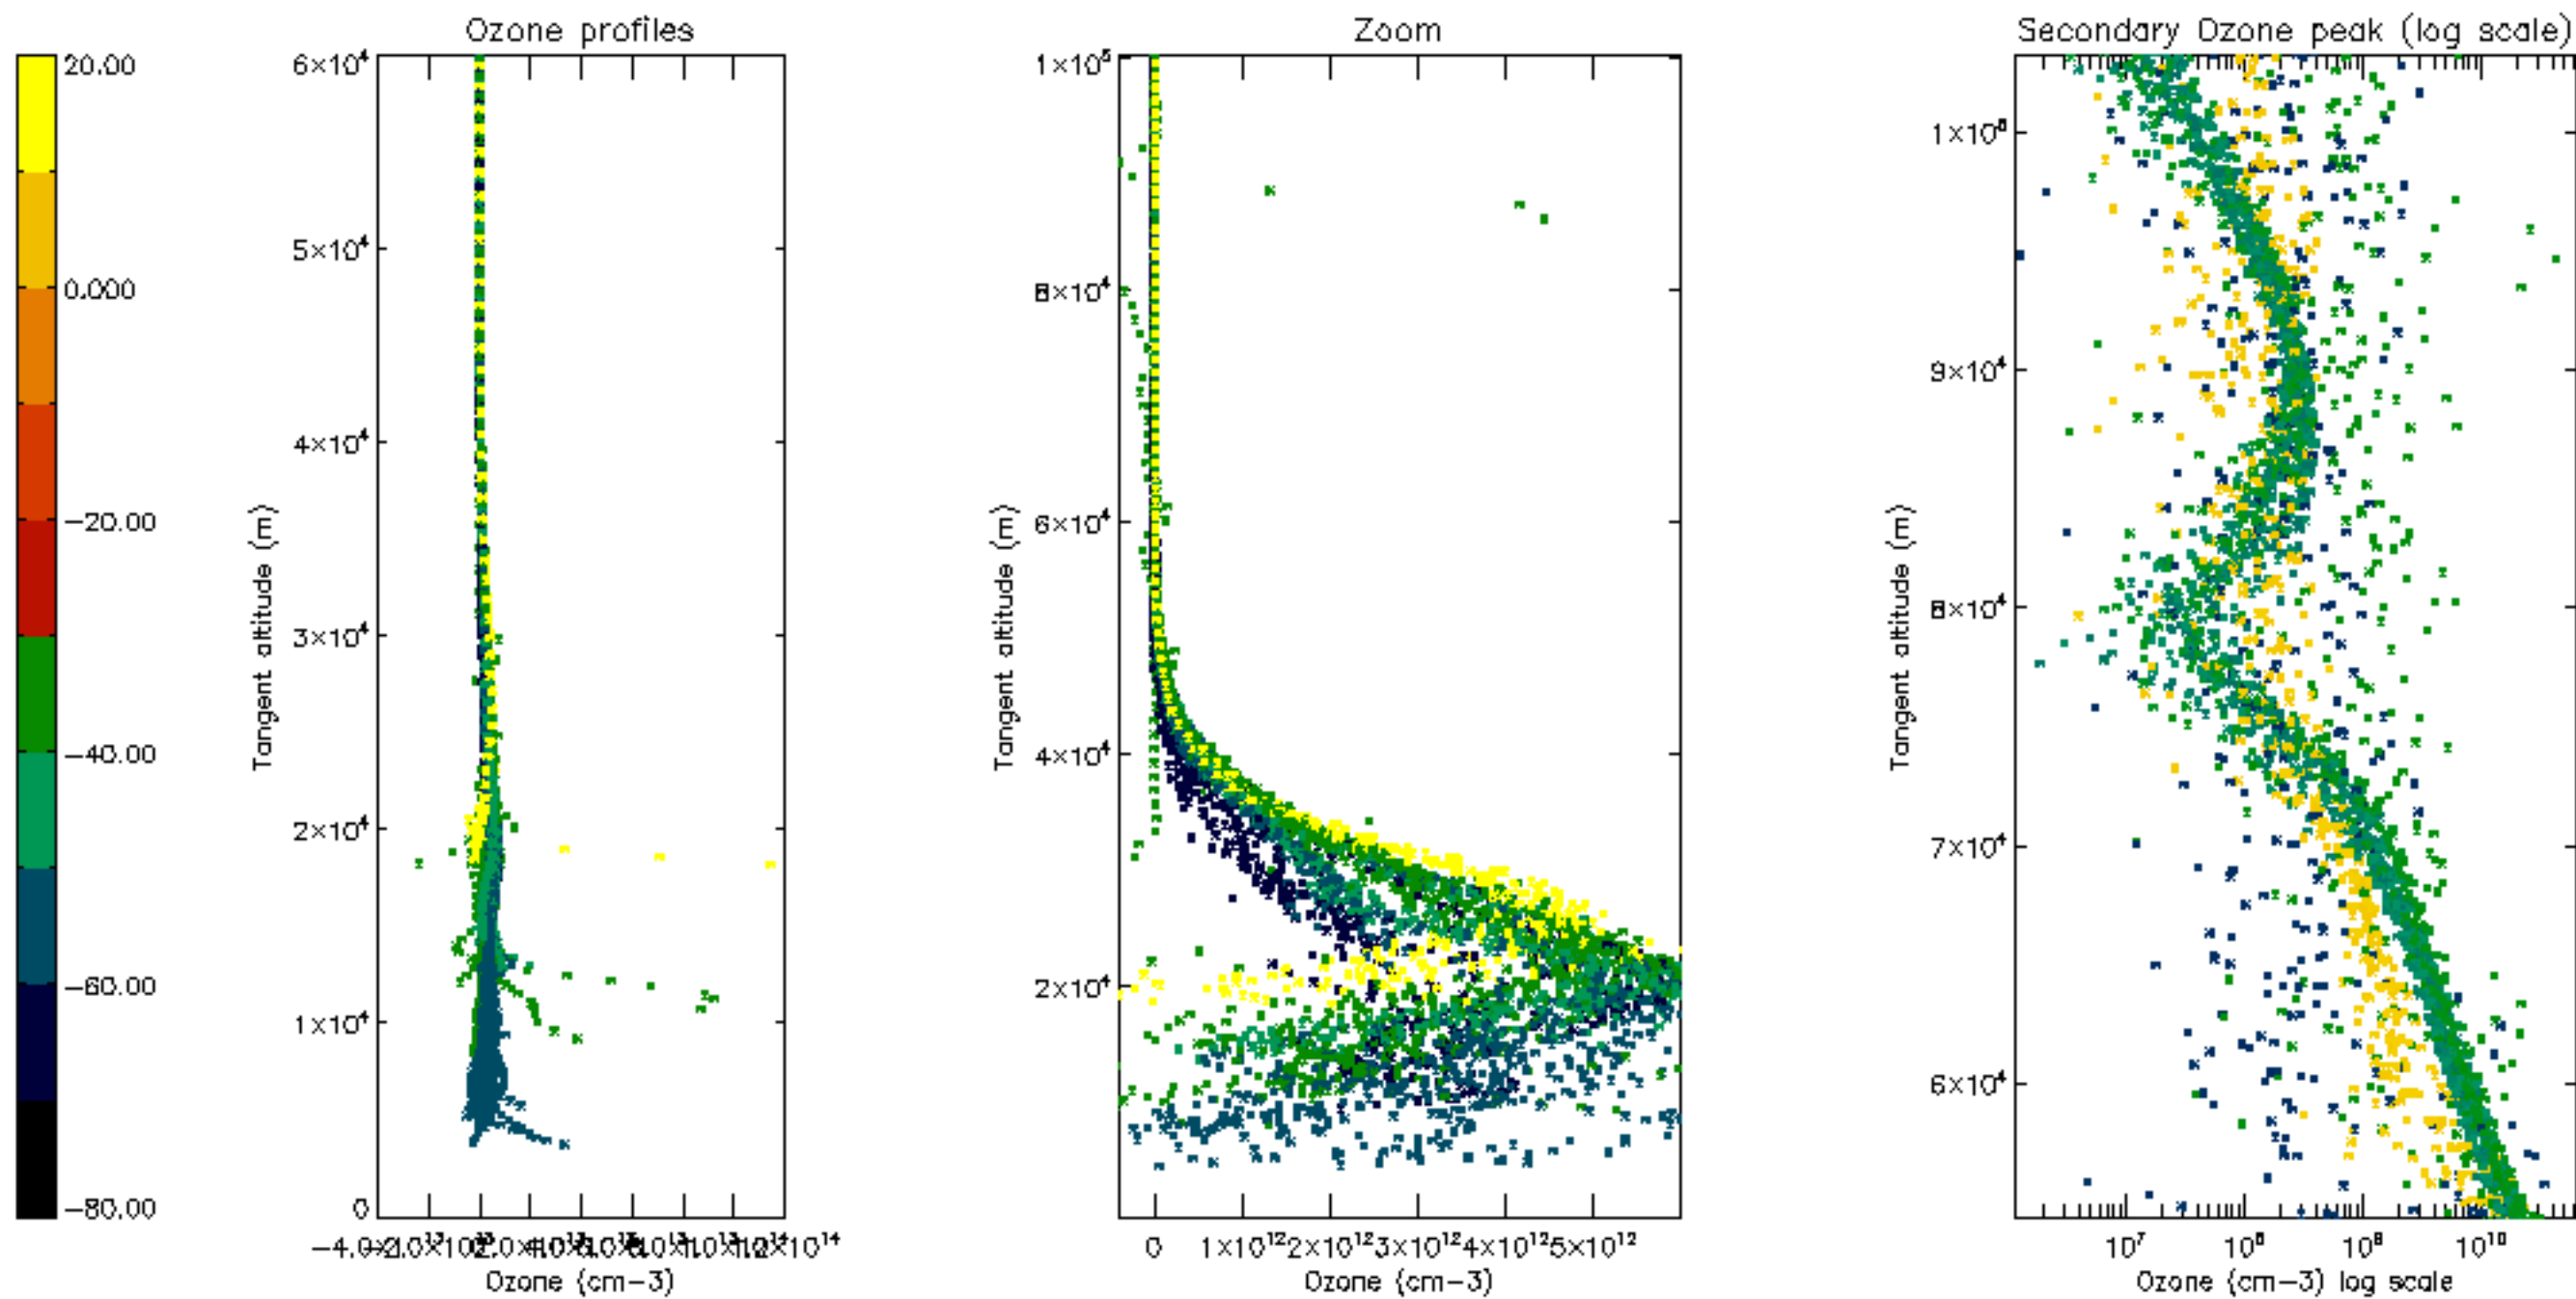 Ozone profiles
Zoom
Secondary Ozone peak (log scale)
20.00
0.000
−20.00
−40.00
−60.00
−80.00
6×10⁴
5×10⁴
4×10⁴
3×10⁴
2×10⁴
1×10⁴
0
Tangent altitude (m)
Ozone (cm−3)
1×10⁵
8×10⁴
6×10⁴
4×10⁴
2×10⁴
Tangent altitude (m)
0 1×10¹² 2×10¹² 3×10¹² 4×10¹² 5×10¹²
Ozone (cm−3)
9×10⁴
8×10⁴
7×10⁴
6×10⁴
Tangent altitude (m)
10⁷ 10⁸ 10⁹ 10¹⁰
Ozone (cm−3) log scale